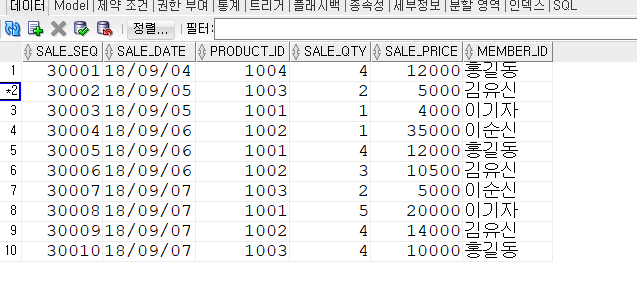 데이터 Model 제약 조건 권한 부여 통계 트리거 플래시백 종속성 세부정보 분할 영역 인덱스 SQL
정렬... 필터:
SALE_SEQ SALE_DATE PRODUCT_ID SALE_QTY SALE_PRICE MEMBER_ID
1 30001 18/09/04 1004 4 12000 홍길동
*2 30002 18/09/05 1003 2 5000 김유신
3 30003 18/09/05 1001 1 4000 이기자
4 30004 18/09/06 1002 1 35000 이순신
5 30005 18/09/06 1001 4 12000 홍길동
6 30006 18/09/06 1002 3 10500 김유신
7 30007 18/09/07 1003 2 5000 이순신
8 30008 18/09/07 1001 5 20000 이기자
9 30009 18/09/07 1002 4 14000 김유신
10 30010 18/09/07 1003 4 10000 홍길동